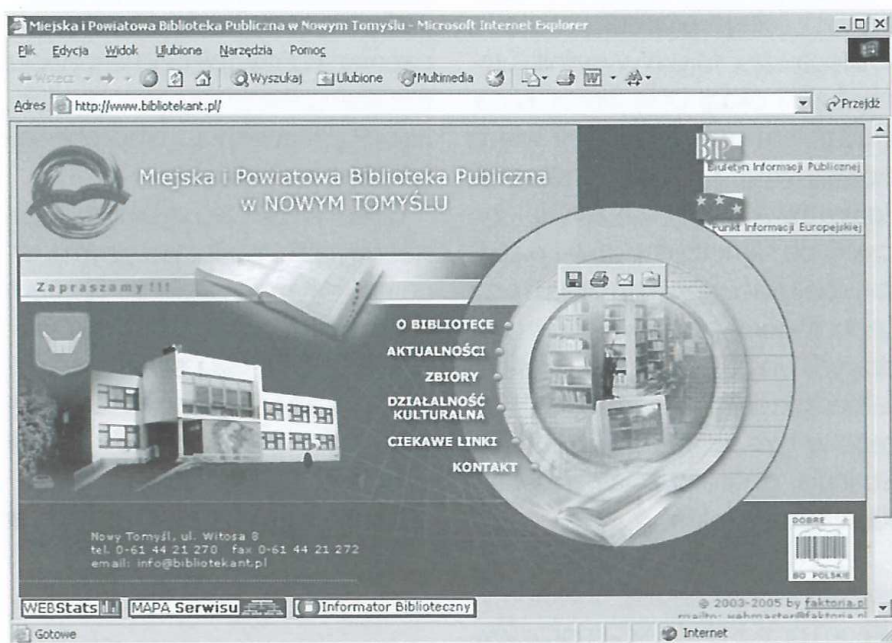 Miejska i Powiatowa Biblioteka Publiczna w Nowym Tomyślu - Microsoft Internet Explorer
Plik Edycja Widok Ulubione Narzędzia Pomoc
Wstecz Wyszukaj Ulubione Multimedia
Adres http://www.bibliotekant.pl/ Przejdź
BIP
Biuletyn Informacji Publicznej
Miejska i Powiatowa Biblioteka Publiczna
w NOWYM TOMYŚLU
Punkt Informacji Europejskiej
Zapraszamy!!!
O BIBLIOTECE
AKTUALNOŚCI
ZBIORY
DZIAŁALNOŚĆ
KULTURALNA
CIEKAWE LINKI
KONTAKT
Nowy Tomyśl, ul. Witosa 8
tel. 0-61 44 21 270 fax 0-61 44 21 272
email: info@bibliotekant.pl
DOBRE
BO POLSKIE
WEBStats MAPA Serwisu Informator Biblioteczny
© 2003-2005 by faktoria.pl
mailto: webmaster@faktoria.pl
Gotowe Internet